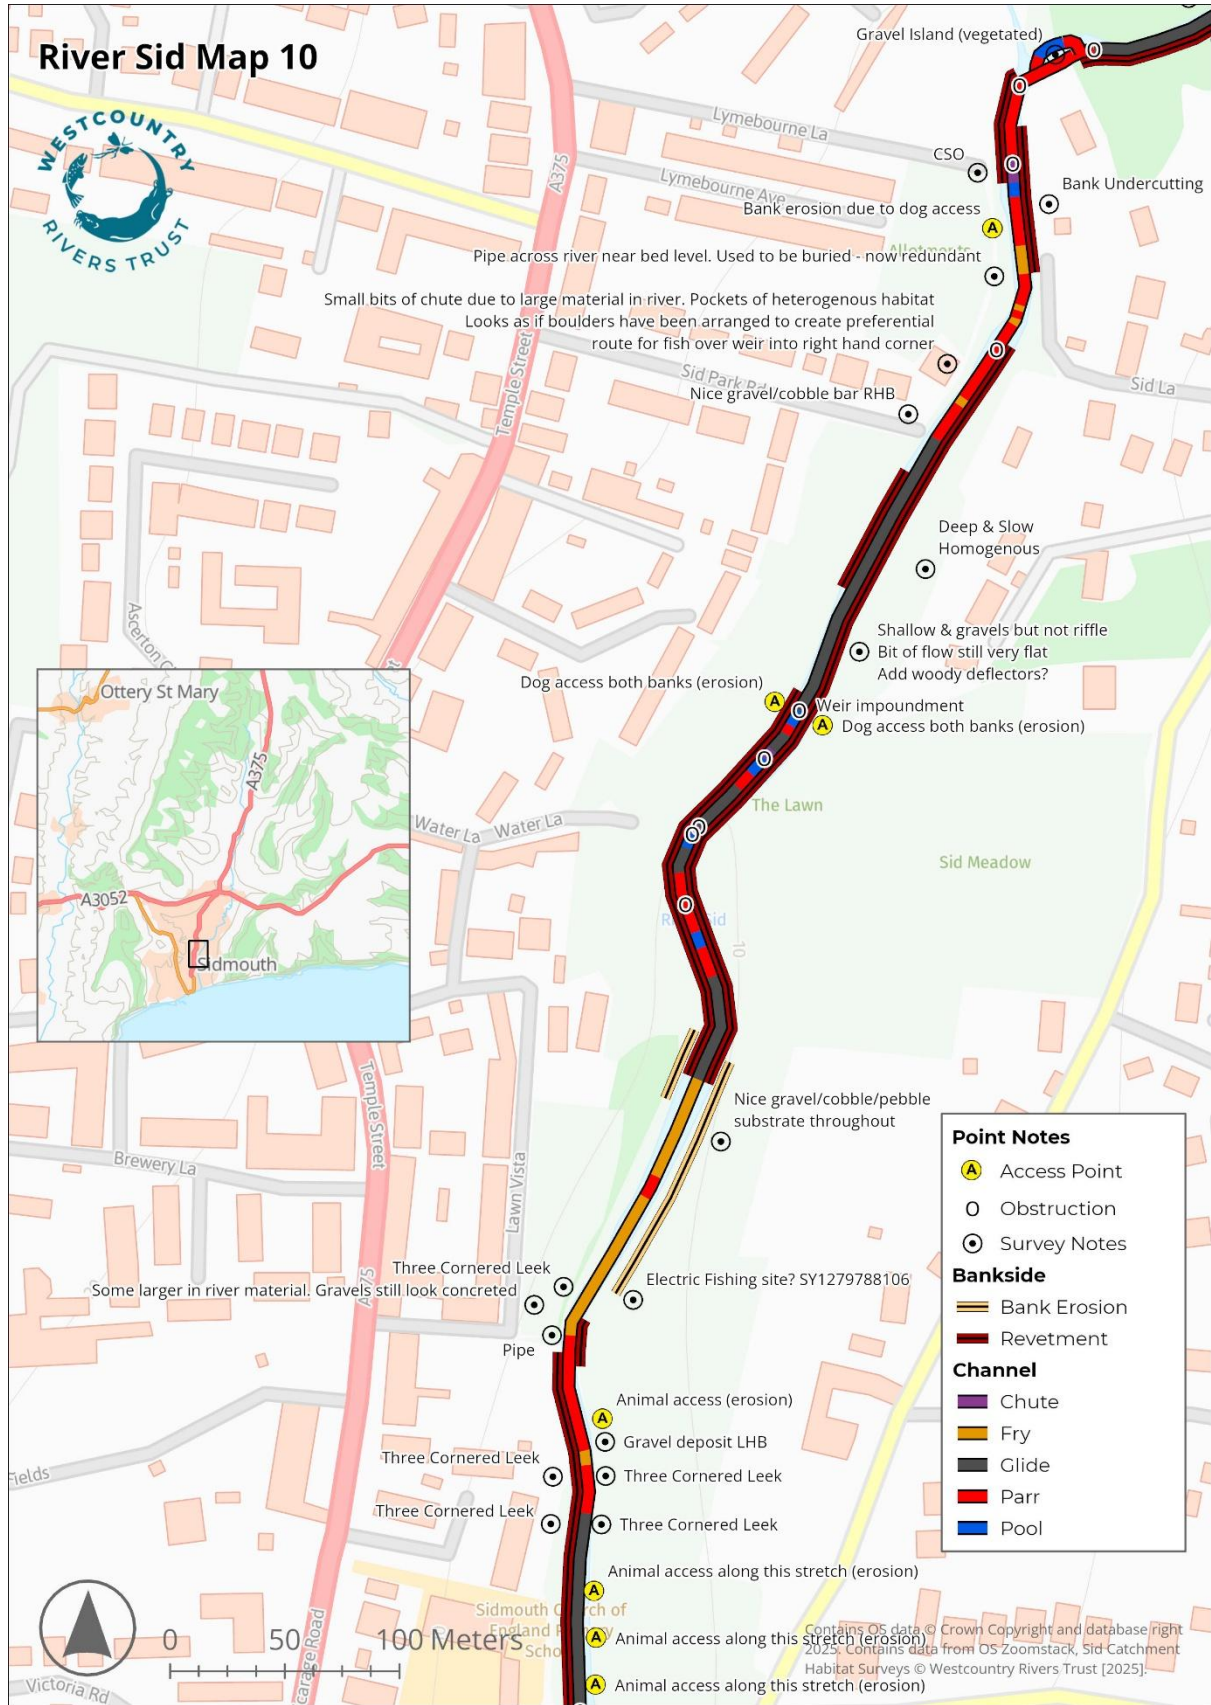 River Sid Map 10
WESTCOUNTRY
RIVERS TRUST
Gravel Island (vegetated)
Lymebourne La
A375
CSO
Lymebourne Ave
Bank Undercutting
Bank erosion due to dog access
Allotments
Pipe across river near bed level. Used to be buried - now redundant
Small bits of chute due to large material in river. Pockets of heterogenous habitat
Looks as if boulders have been arranged to create preferential
route for fish over weir into right hand corner
Temple Street
Sid Park Rd
Sid La
Nice gravel/cobble bar RHB
Deep & Slow
Homogenous
Ascerton C
Shallow & gravels but not riffle
Bit of flow still very flat
Add woody deflectors?
Dog access both banks (erosion)
Weir impoundment
Dog access both banks (erosion)
Ottery St Mary
A375
A3052
Sidmouth
The Lawn
Water La
Water La
Sid Meadow
10
Temple Street
Nice gravel/cobble/pebble
substrate throughout
Brewery La
Lawn Vista
Three Cornered Leek
Some larger in river material. Gravels still look concreted
A375
Electric Fishing site? SY1279788106
Pipe
Animal access (erosion)
Gravel deposit LHB
Three Cornered Leek
Three Cornered Leek
Fields
Three Cornered Leek
Three Cornered Leek
Animal access along this stretch (erosion)
Sidmouth Church of
England Primary
School
Animal access along this stretch (erosion)
Animal access along this stretch (erosion)
carage Road
Victoria Rd
0 50 100 Meters
Point Notes
A Access Point
O Obstruction
Survey Notes
Bankside
Bank Erosion
Revetment
Channel
Chute
Fry
Glide
Parr
Pool
Contains OS data © Crown Copyright and database right
2025. Contains data from OS Zoomstack, Sid Catchment
Habitat Surveys © Westcountry Rivers Trust [2025].